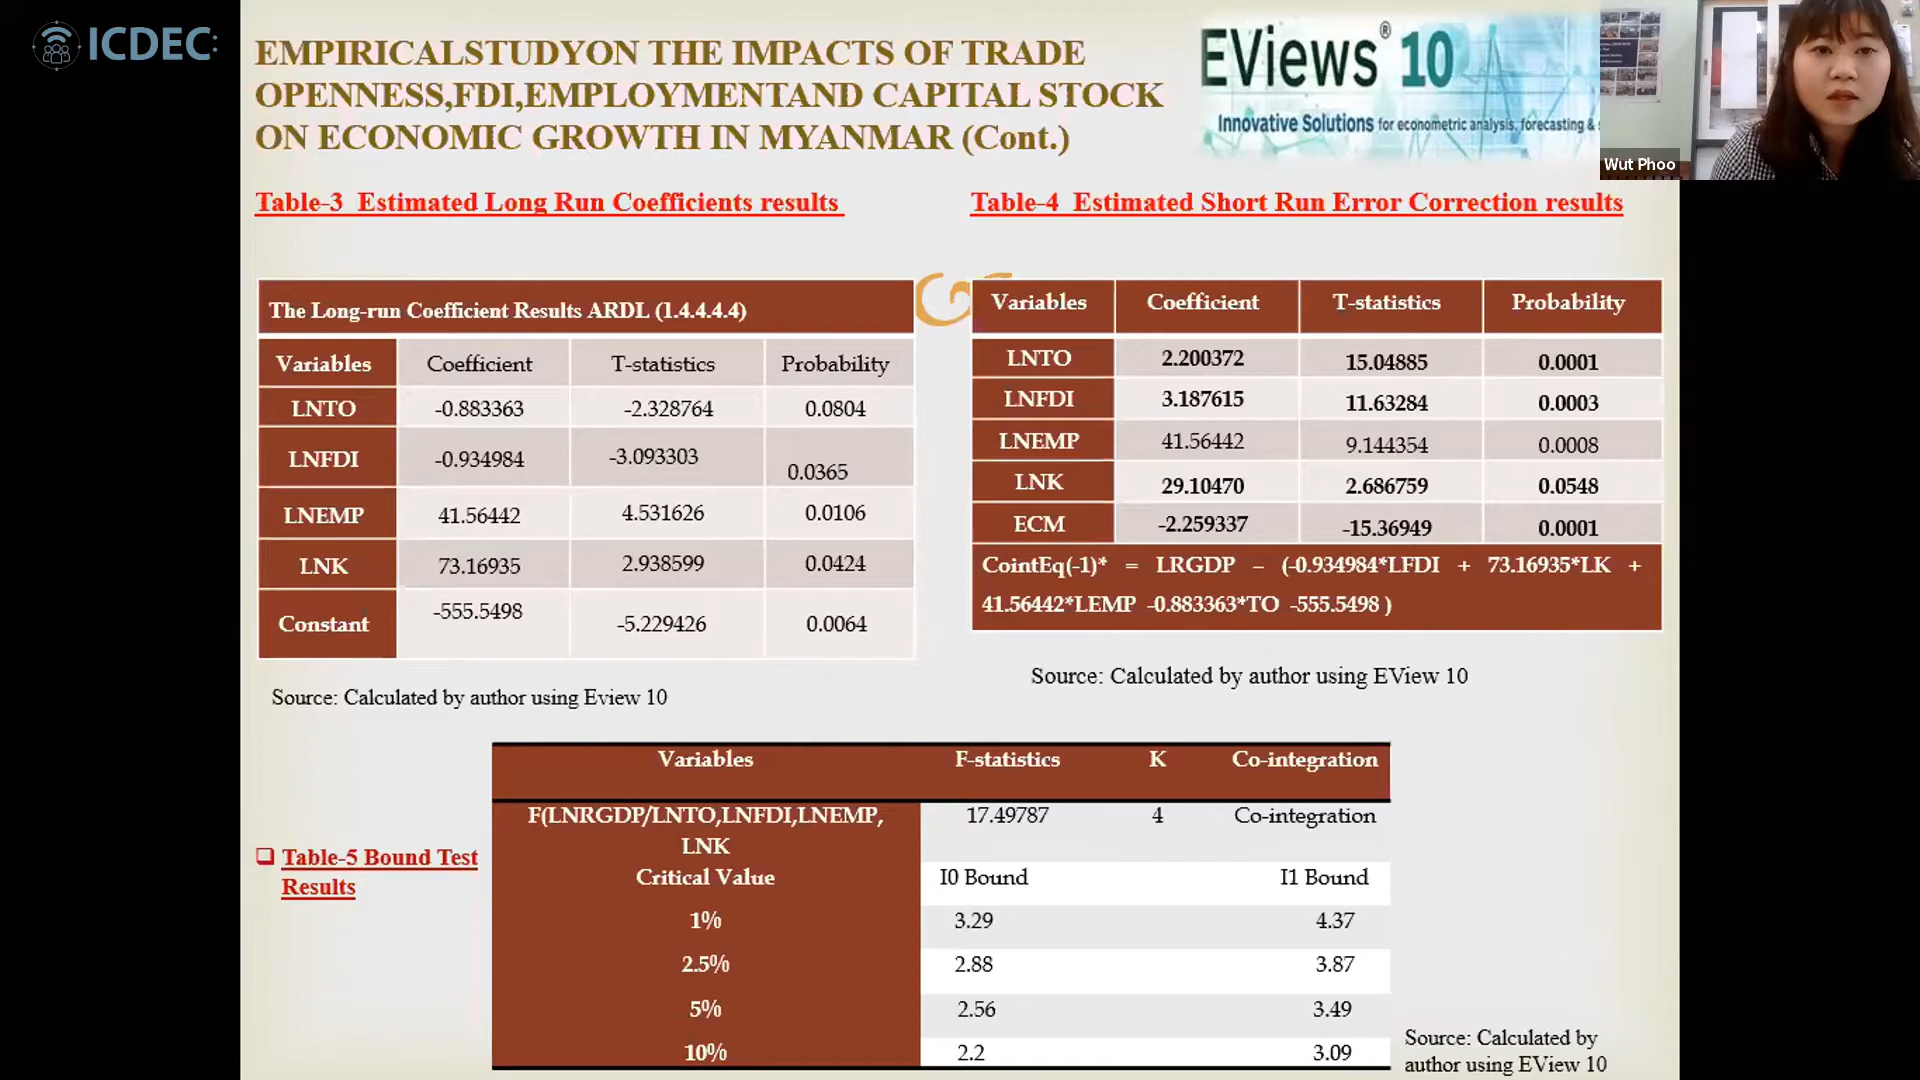 ICDEC:
EMPIRICALSTUDYON THE IMPACTS OF TRADE
OPENNESS,FDI,EMPLOYMENTAND CAPITAL STOCK
ON ECONOMIC GROWTH IN MYANMAR (Cont.)
EViews® 10
Innovative Solutions for econometric analysis, forecasting &
Wut Phoo
Table-3 Estimated Long Run Coefficients results
The Long-run Coefficient Results ARDL (1.4.4.4.4)
Variables Coefficient T-statistics Probability
LNTO -0.883363 -2.328764 0.0804
LNFDI -0.934984 -3.093303 0.0365
LNEMP 41.56442 4.531626 0.0106
LNK 73.16935 2.938599 0.0424
Constant -555.5498 -5.229426 0.0064
Source: Calculated by author using Eview 10
Table-4 Estimated Short Run Error Correction results
Variables Coefficient T-statistics Probability
LNTO 2.200372 15.04885 0.0001
LNFDI 3.187615 11.63284 0.0003
LNEMP 41.56442 9.144354 0.0008
LNK 29.10470 2.686759 0.0548
ECM -2.259337 -15.36949 0.0001
CointEq(-1)* = LRGDP – (-0.934984*LFDI + 73.16935*LK +
41.56442*LEMP -0.883363*TO -555.5498 )
Source: Calculated by author using EView 10
Table-5 Bound Test
Results
Variables F-statistics K Co-integration
F(LNRGDP/LNTO,LNFDI,LNEMP, 17.49787 4 Co-integration
LNK
Critical Value I0 Bound I1 Bound
1% 3.29 4.37
2.5% 2.88 3.87
5% 2.56 3.49
10% 2.2 3.09
Source: Calculated by
author using EView 10